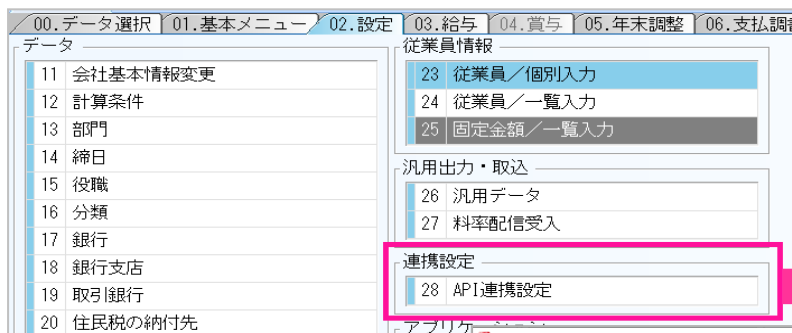 00.データ選択 01.基本メニュー 02.設定 03.給与 04.賞与 05.年末調整 06.支払調書
データ
11 会社基本情報変更
12 計算条件
13 部門
14 締日
15 役職
16 分類
17 銀行
18 銀行支店
19 取引銀行
20 住民税の納付先
従業員情報
23 従業員／個別入力
24 従業員／一覧入力
25 固定金額／一覧入力
汎用出力・取込
26 汎用データ
27 料率配信受入
連携設定
28 API連携設定